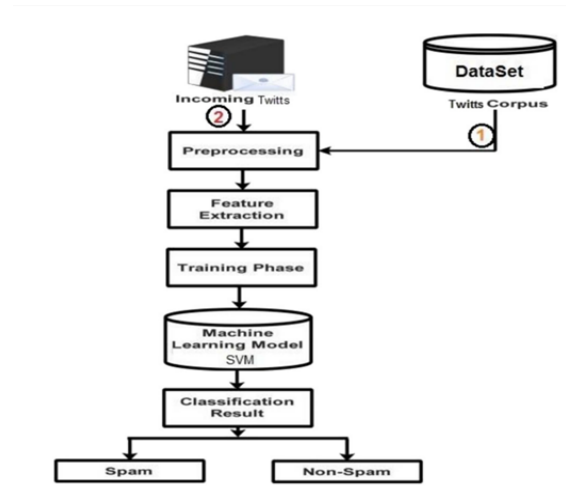 DataSet
Incoming Twitts
Twitts Corpus
2
1
Preprocessing
Feature
Extraction
Training Phase
Machine
Learning Model
SVM
Classification
Result
Spam
Non-Spam